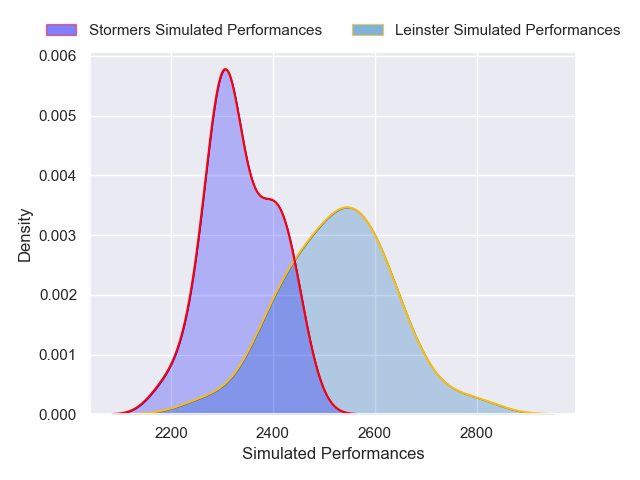 Stormers Simulated Performances Leinster Simulated Performances
0.006
0.005
0.004
0.003
0.002
0.001
0.000
Density
2200 2400 2600 2800
Simulated Performances